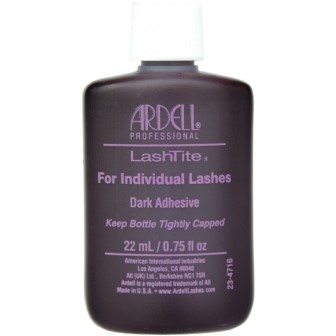 ARDELL®
PROFESSIONAL
LashTite®
For Individual Lashes
Dark Adhesive
Keep Bottle Tightly Capped
22 mL / 0.75 fl oz
American International Industries
Los Angeles, CA 90040
AII (UK) Ltd., Berkshire RG1 7SR
Ardell is a registered trademark of AII
Made in U.S.A. • www.ArdellLashes.com
23-4715